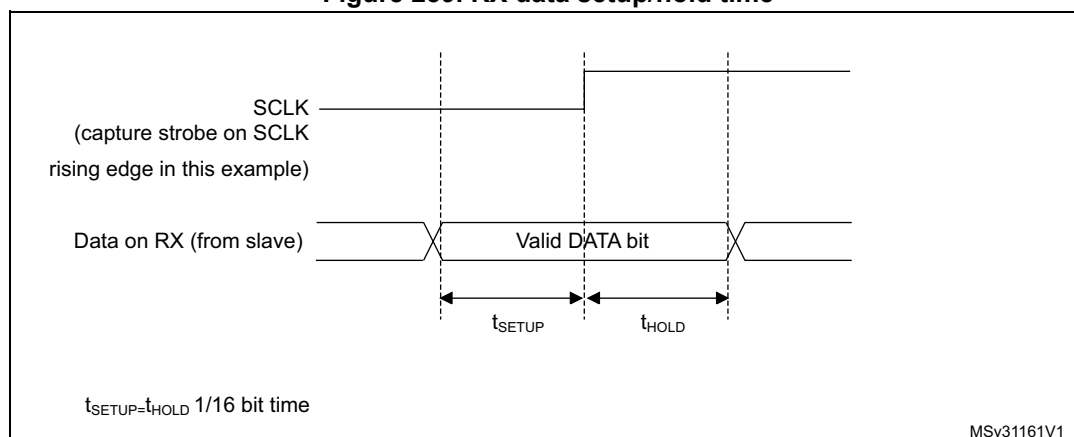 SCLK
(capture strobe on SCLK
rising edge in this example)
Data on RX (from slave)
Valid DATA bit
tSETUP
tHOLD
tSETUP=tHOLD 1/16 bit time
MSv31161V1